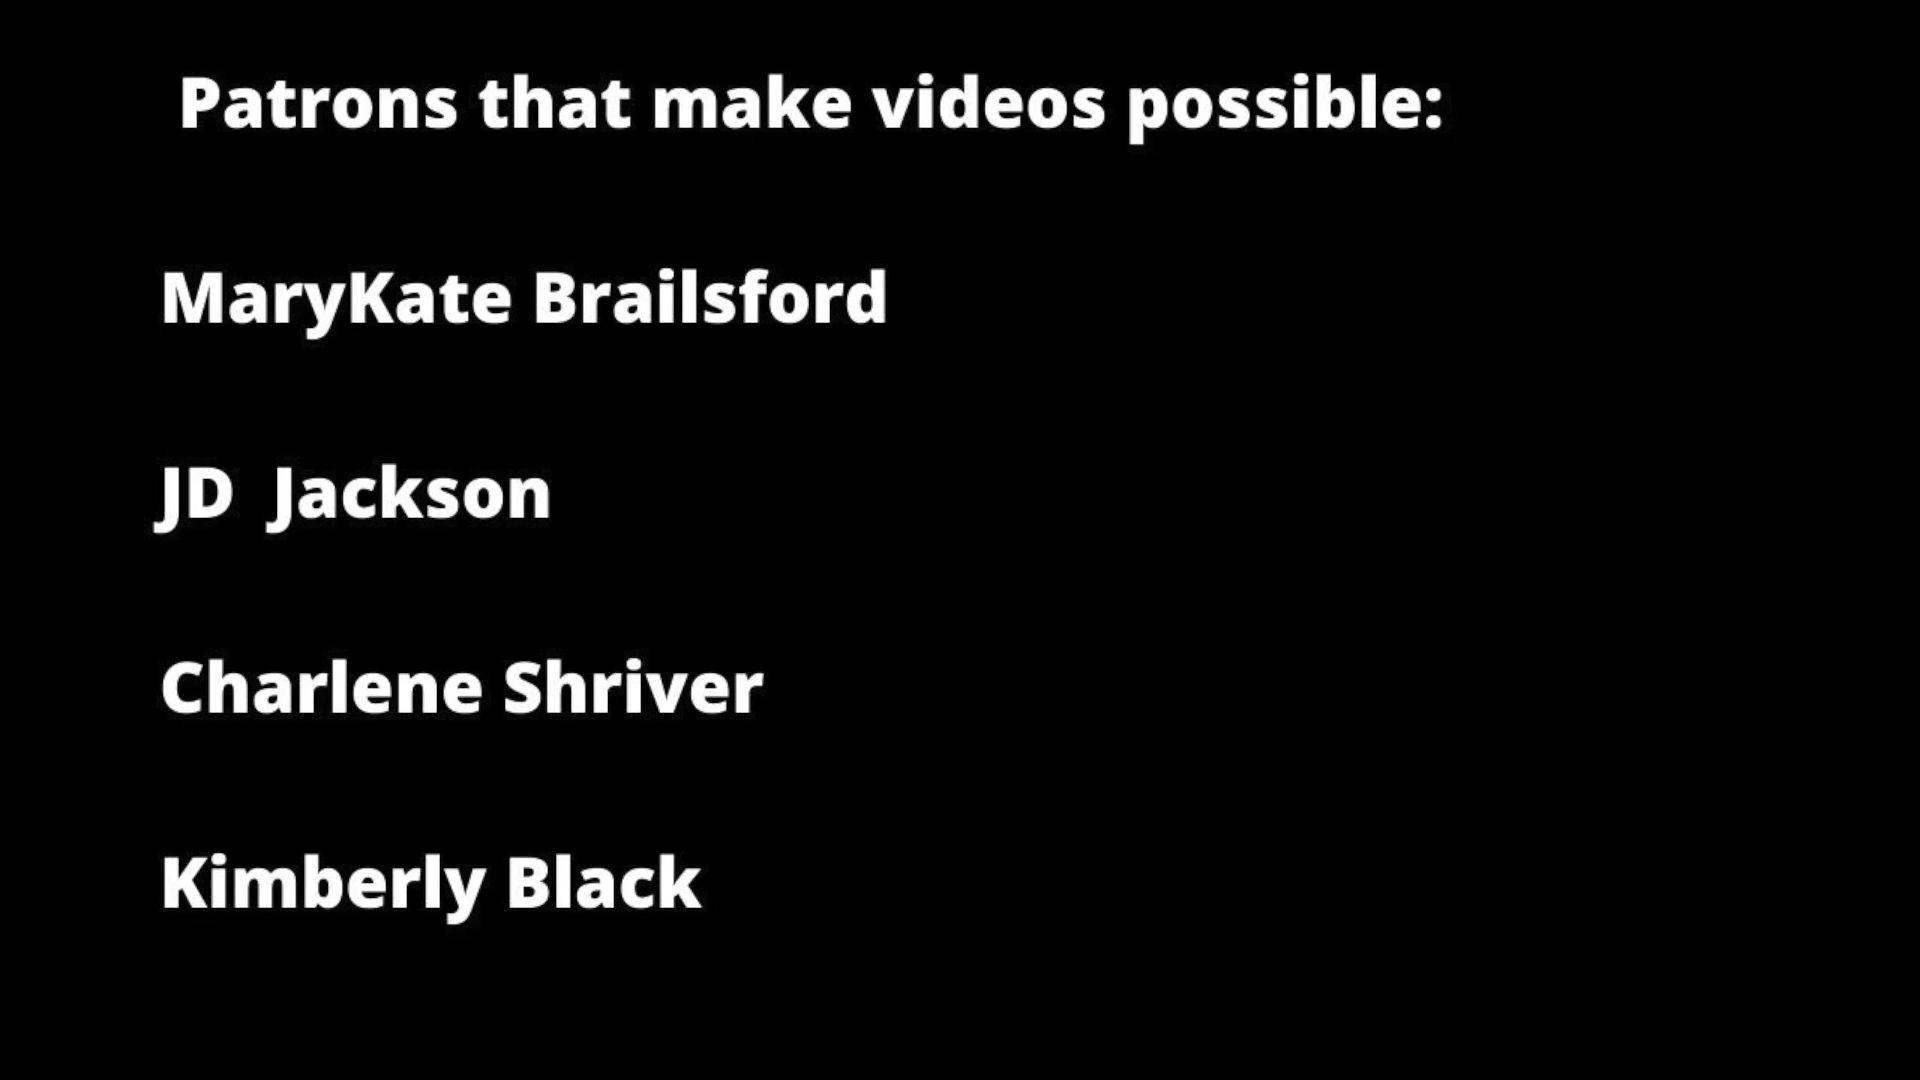 Patrons that make videos possible:
MaryKate Brailsford
JD  Jackson
Charlene Shriver
Kimberly Black